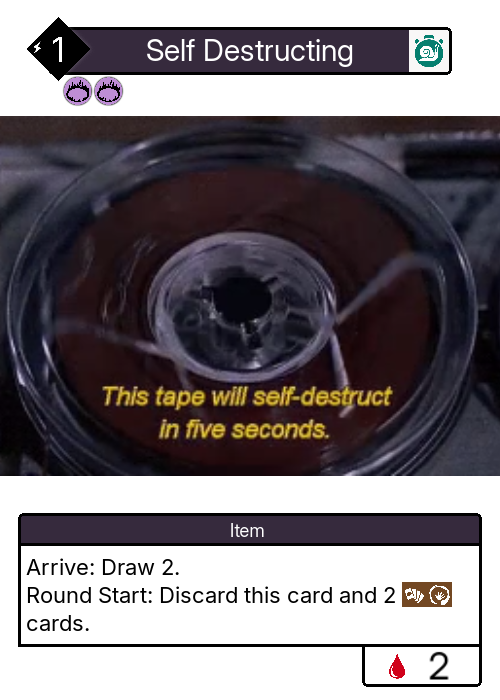 1
Self Destructing
This tape will self-destruct
in five seconds.
Item
Arrive: Draw 2.
Round Start: Discard this card and 2
cards.
2